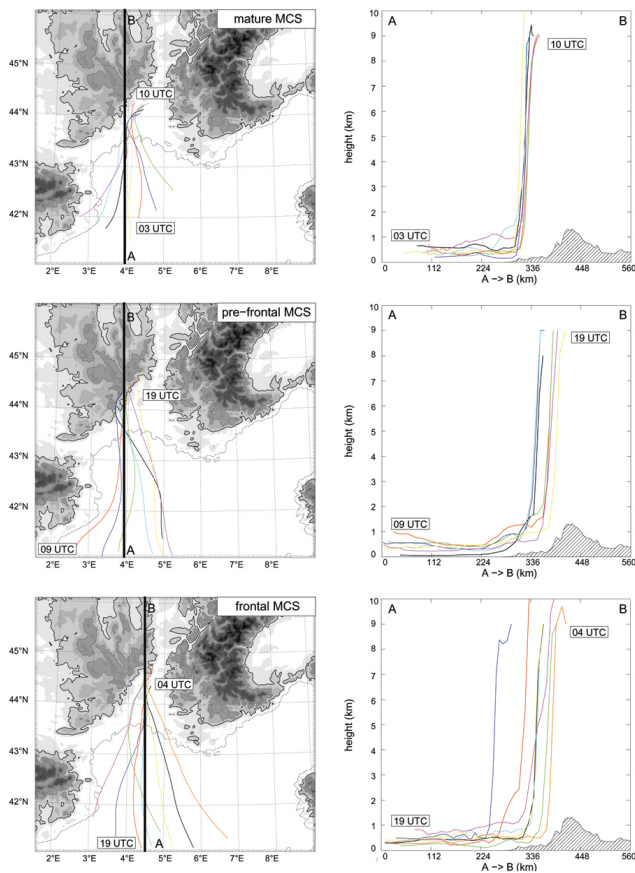 mature MCS
B
45°N
44°N
43°N
42°N
10 UTC
03 UTC
A
2°E 3°E 4°E 5°E 6°E 7°E 8°E
A B
10
9
8
7
6
5
4
3
2
1
0
height (km)
10 UTC
03 UTC
0 112 224 336 448 560
A -> B (km)
pre-frontal MCS
B
45°N
44°N
43°N
42°N
19 UTC
09 UTC
A
2°E 3°E 4°E 5°E 6°E 7°E 8°E
A B
10
9
8
7
6
5
4
3
2
1
0
height (km)
19 UTC
09 UTC
0 112 224 336 448 560
A -> B (km)
frontal MCS
B
45°N
44°N
43°N
42°N
04 UTC
19 UTC
A
2°E 3°E 4°E 5°E 6°E 7°E 8°E
A B
10
9
8
7
6
5
4
3
2
1
0
height (km)
04 UTC
19 UTC
0 112 224 336 448 560
A -> B (km)